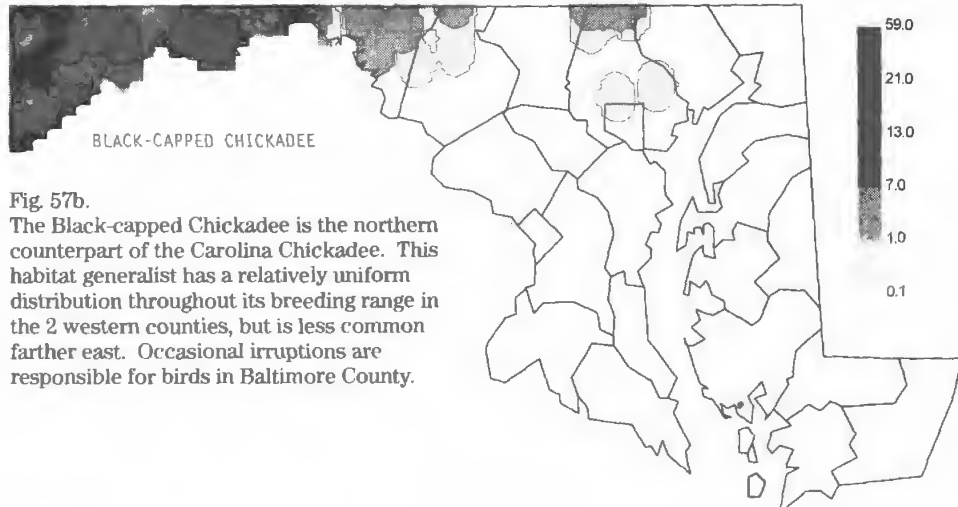 59.0
21.0
13.0
7.0
1.0
0.1
BLACK-CAPPED CHICKADEE
Fig. 57b.
The Black-capped Chickadee is the northern
counterpart of the Carolina Chickadee. This
habitat generalist has a relatively uniform
distribution throughout its breeding range in
the 2 western counties, but is less common
farther east. Occasional irruptions are
responsible for birds in Baltimore County.